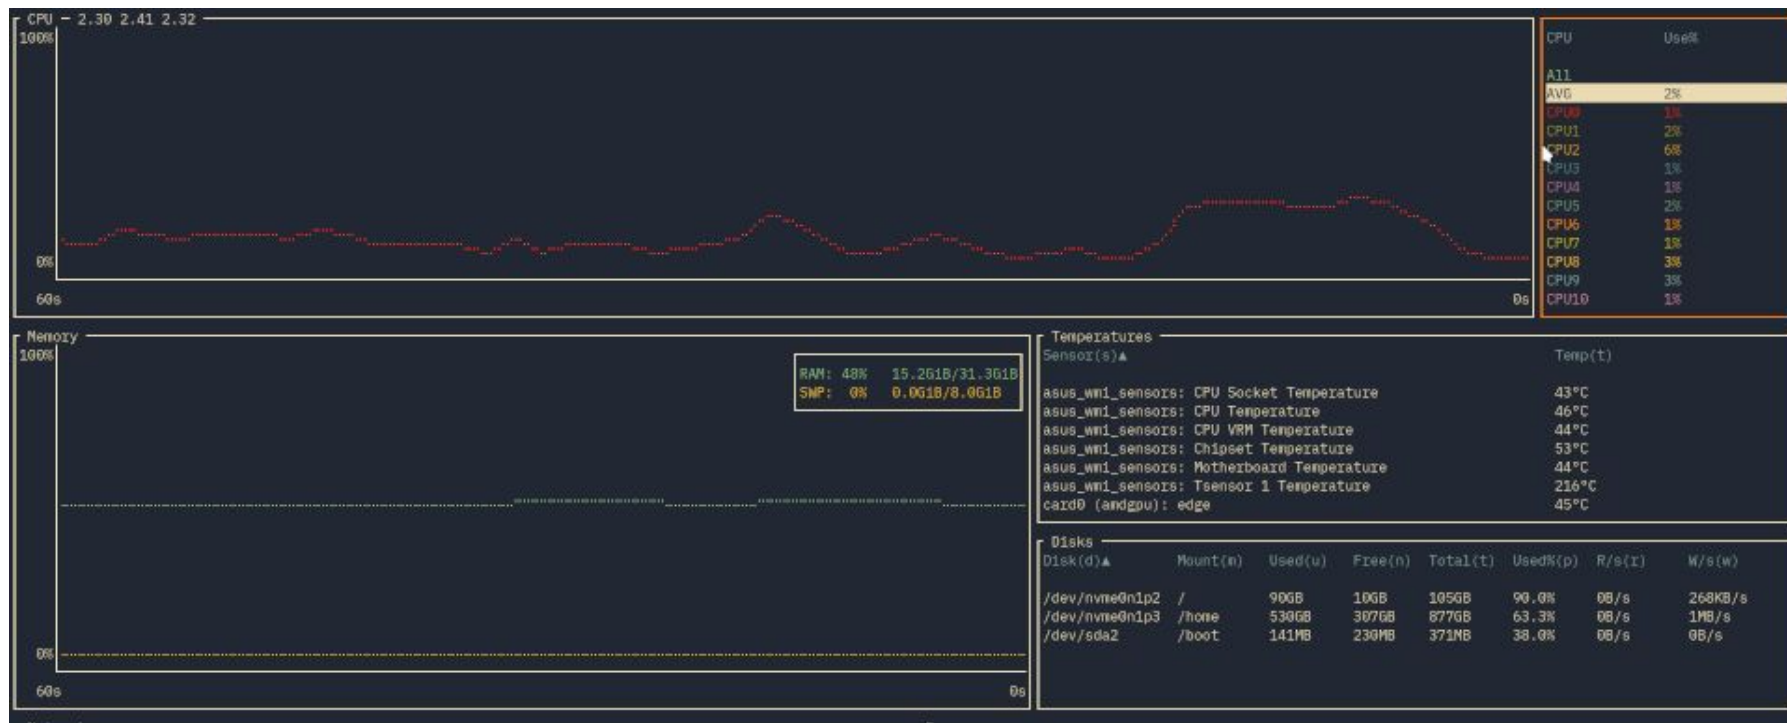 CPU — 2.30 2.41 2.32
100%
0%
60s 0s
CPU Use%
All
AVG 2%
CPU0 1%
CPU1 2%
CPU2 6%
CPU3 1%
CPU4 1%
CPU5 2%
CPU6 1%
CPU7 1%
CPU8 3%
CPU9 3%
CPU10 1%
Memory
100%
RAM: 48% 15.2GiB/31.3GiB
SWP: 0% 0.0GiB/8.0GiB
0%
60s 0s
Temperatures
Sensor(s)▲ Temp(t)
asus_wmi_sensors: CPU Socket Temperature 43°C
asus_wmi_sensors: CPU Temperature 46°C
asus_wmi_sensors: CPU VRM Temperature 44°C
asus_wmi_sensors: Chipset Temperature 53°C
asus_wmi_sensors: Motherboard Temperature 44°C
asus_wmi_sensors: Tsensor 1 Temperature 216°C
card0 (amdgpu): edge 45°C
Disks
Disk(d)▲ Mount(m) Used(u) Free(n) Total(t) Used%(p) R/s(r) W/s(w)
/dev/nvme0n1p2 / 90GB 10GB 105GB 90.0% 0B/s 268KB/s
/dev/nvme0n1p3 /home 530GB 307GB 877GB 63.3% 0B/s 1MB/s
/dev/sda2 /boot 141MB 230MB 371MB 38.0% 0B/s 0B/s